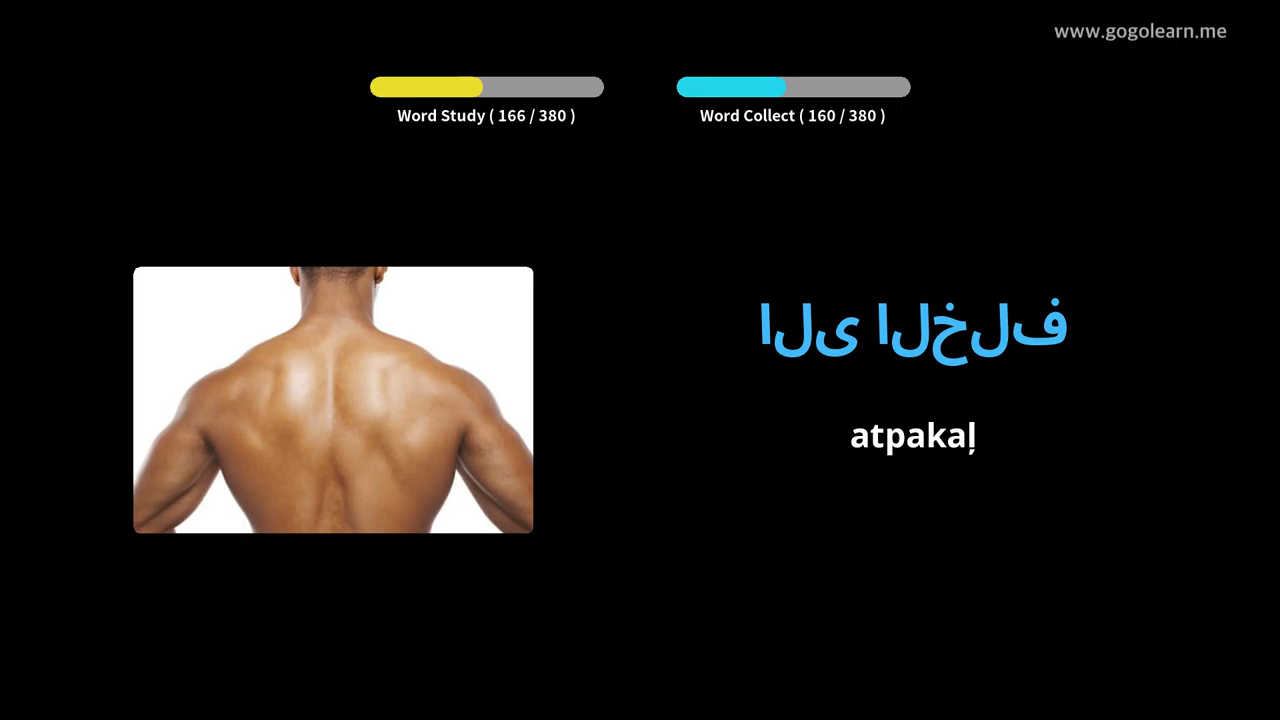 www.gogolearn.me
Word Study ( 166 / 380 )
Word Collect ( 160 / 380 )
الى الخلف
atpakaļ